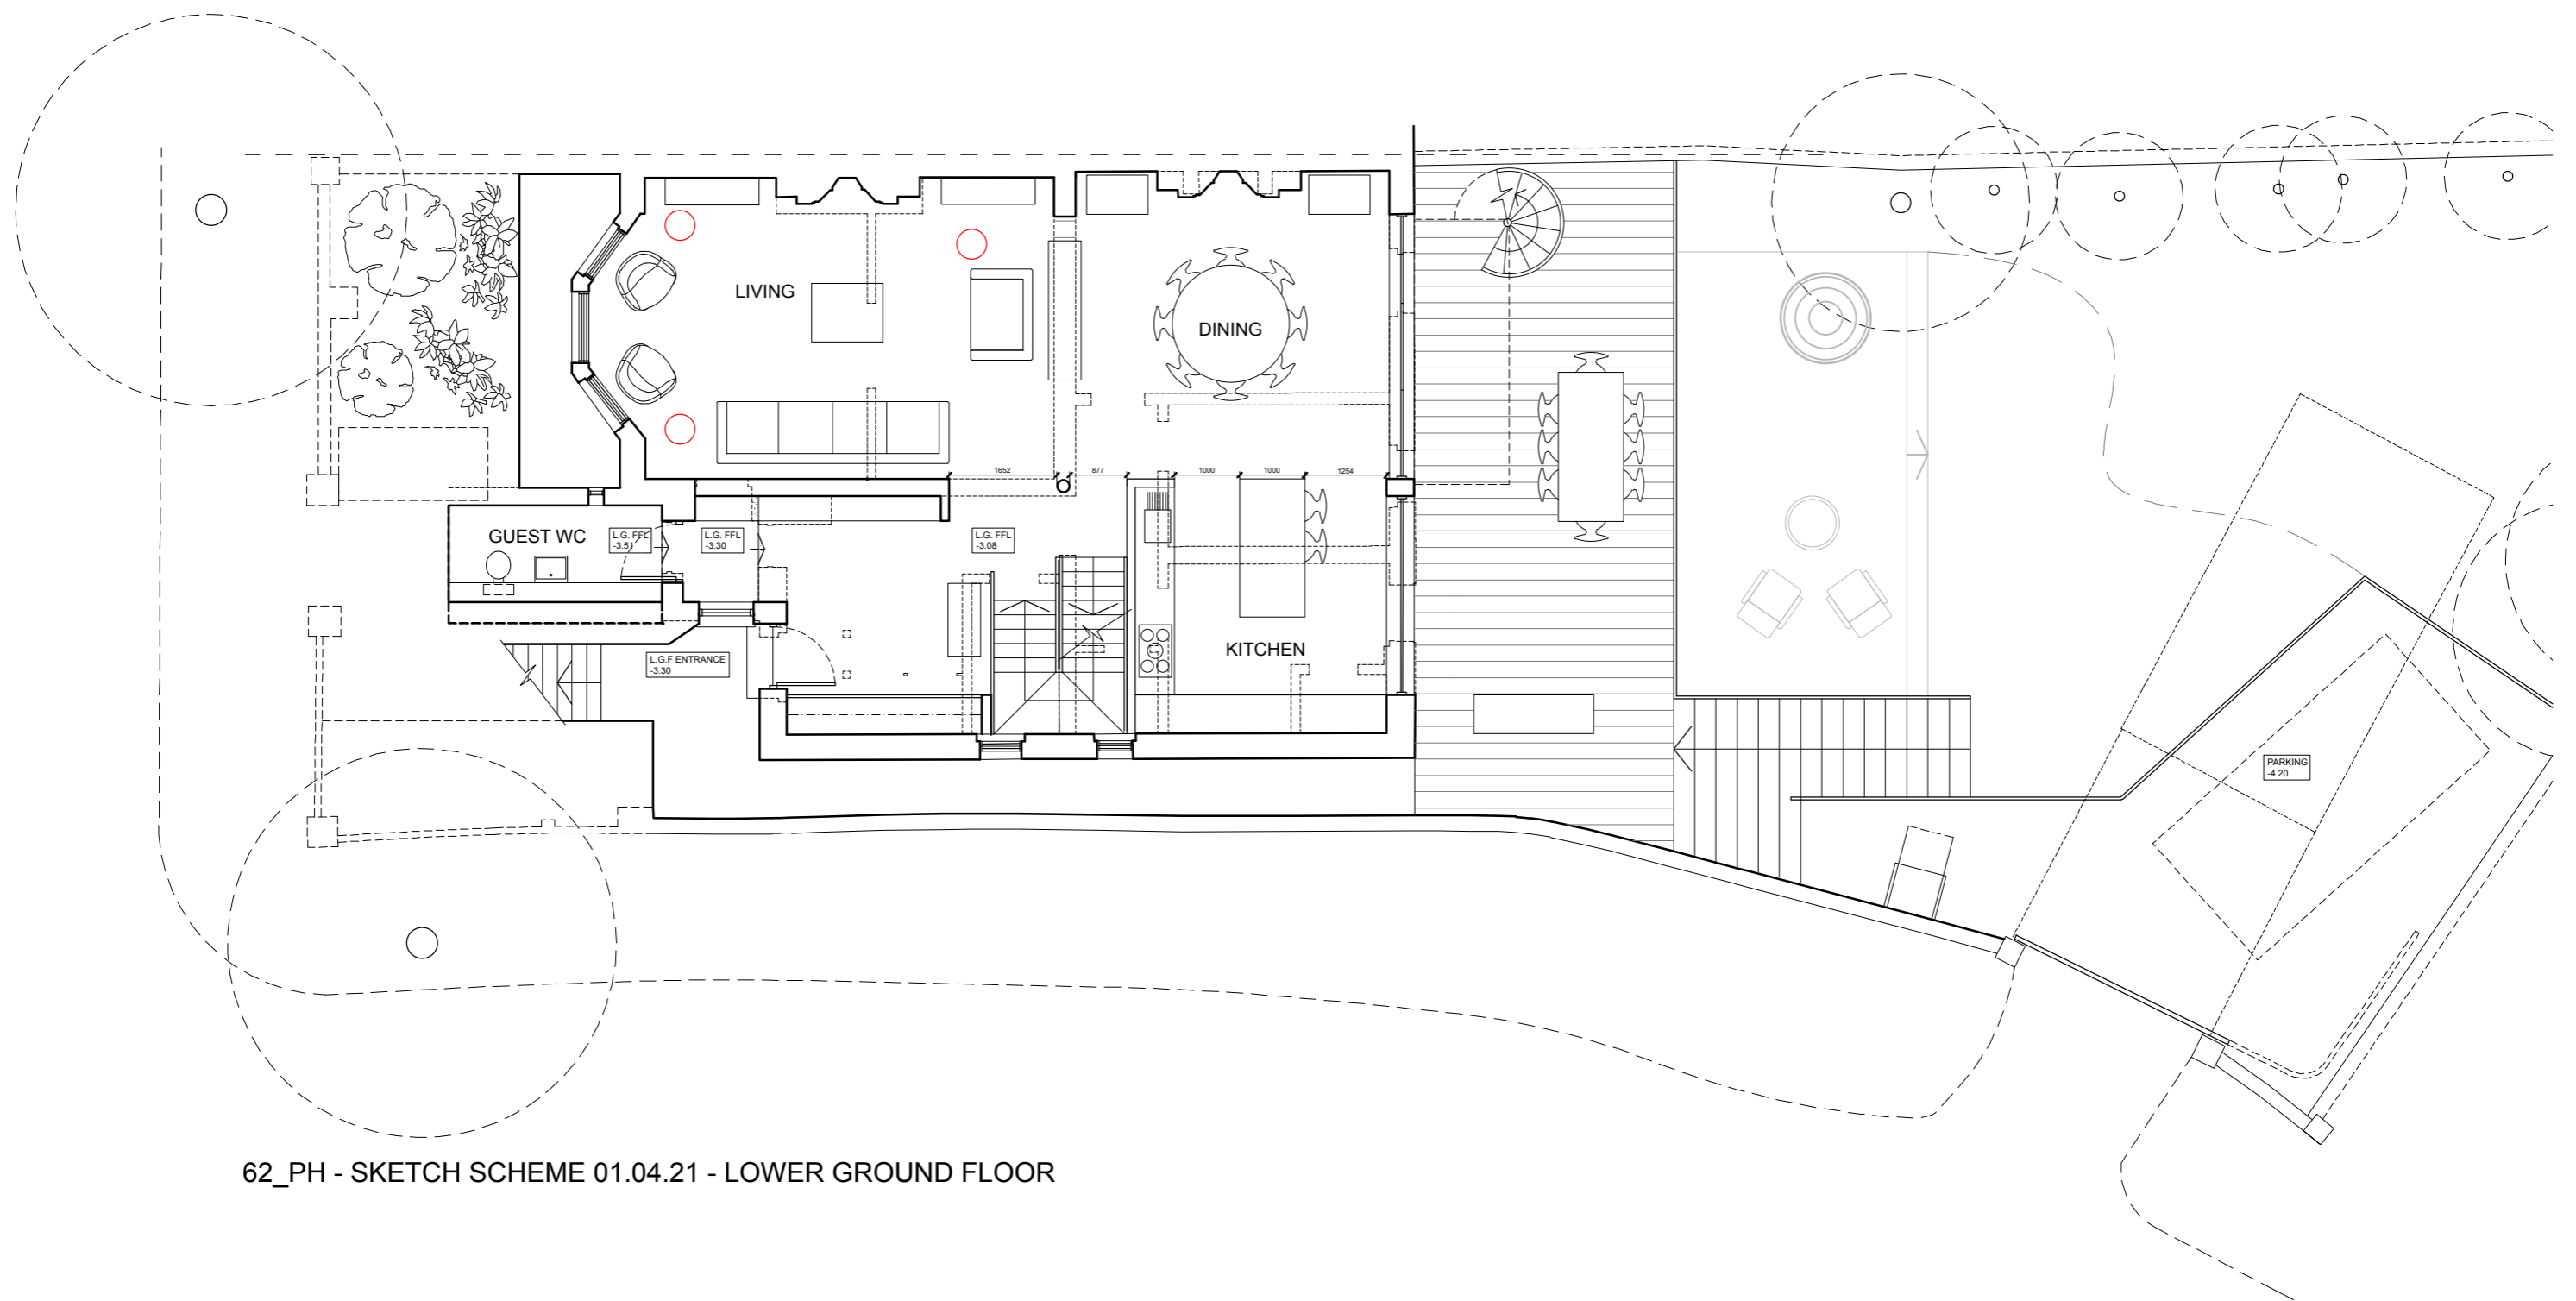 LIVING
DINING
1652
877
1000
1000
1254
GUEST WC
L.G. FFL
-3.51
L.G. FFL
-3.30
L.G. FFL
-3.08
L.G.F ENTRANCE
-3.30
KITCHEN
PARKING
-4.20
62_PH - SKETCH SCHEME 01.04.21 - LOWER GROUND FLOOR